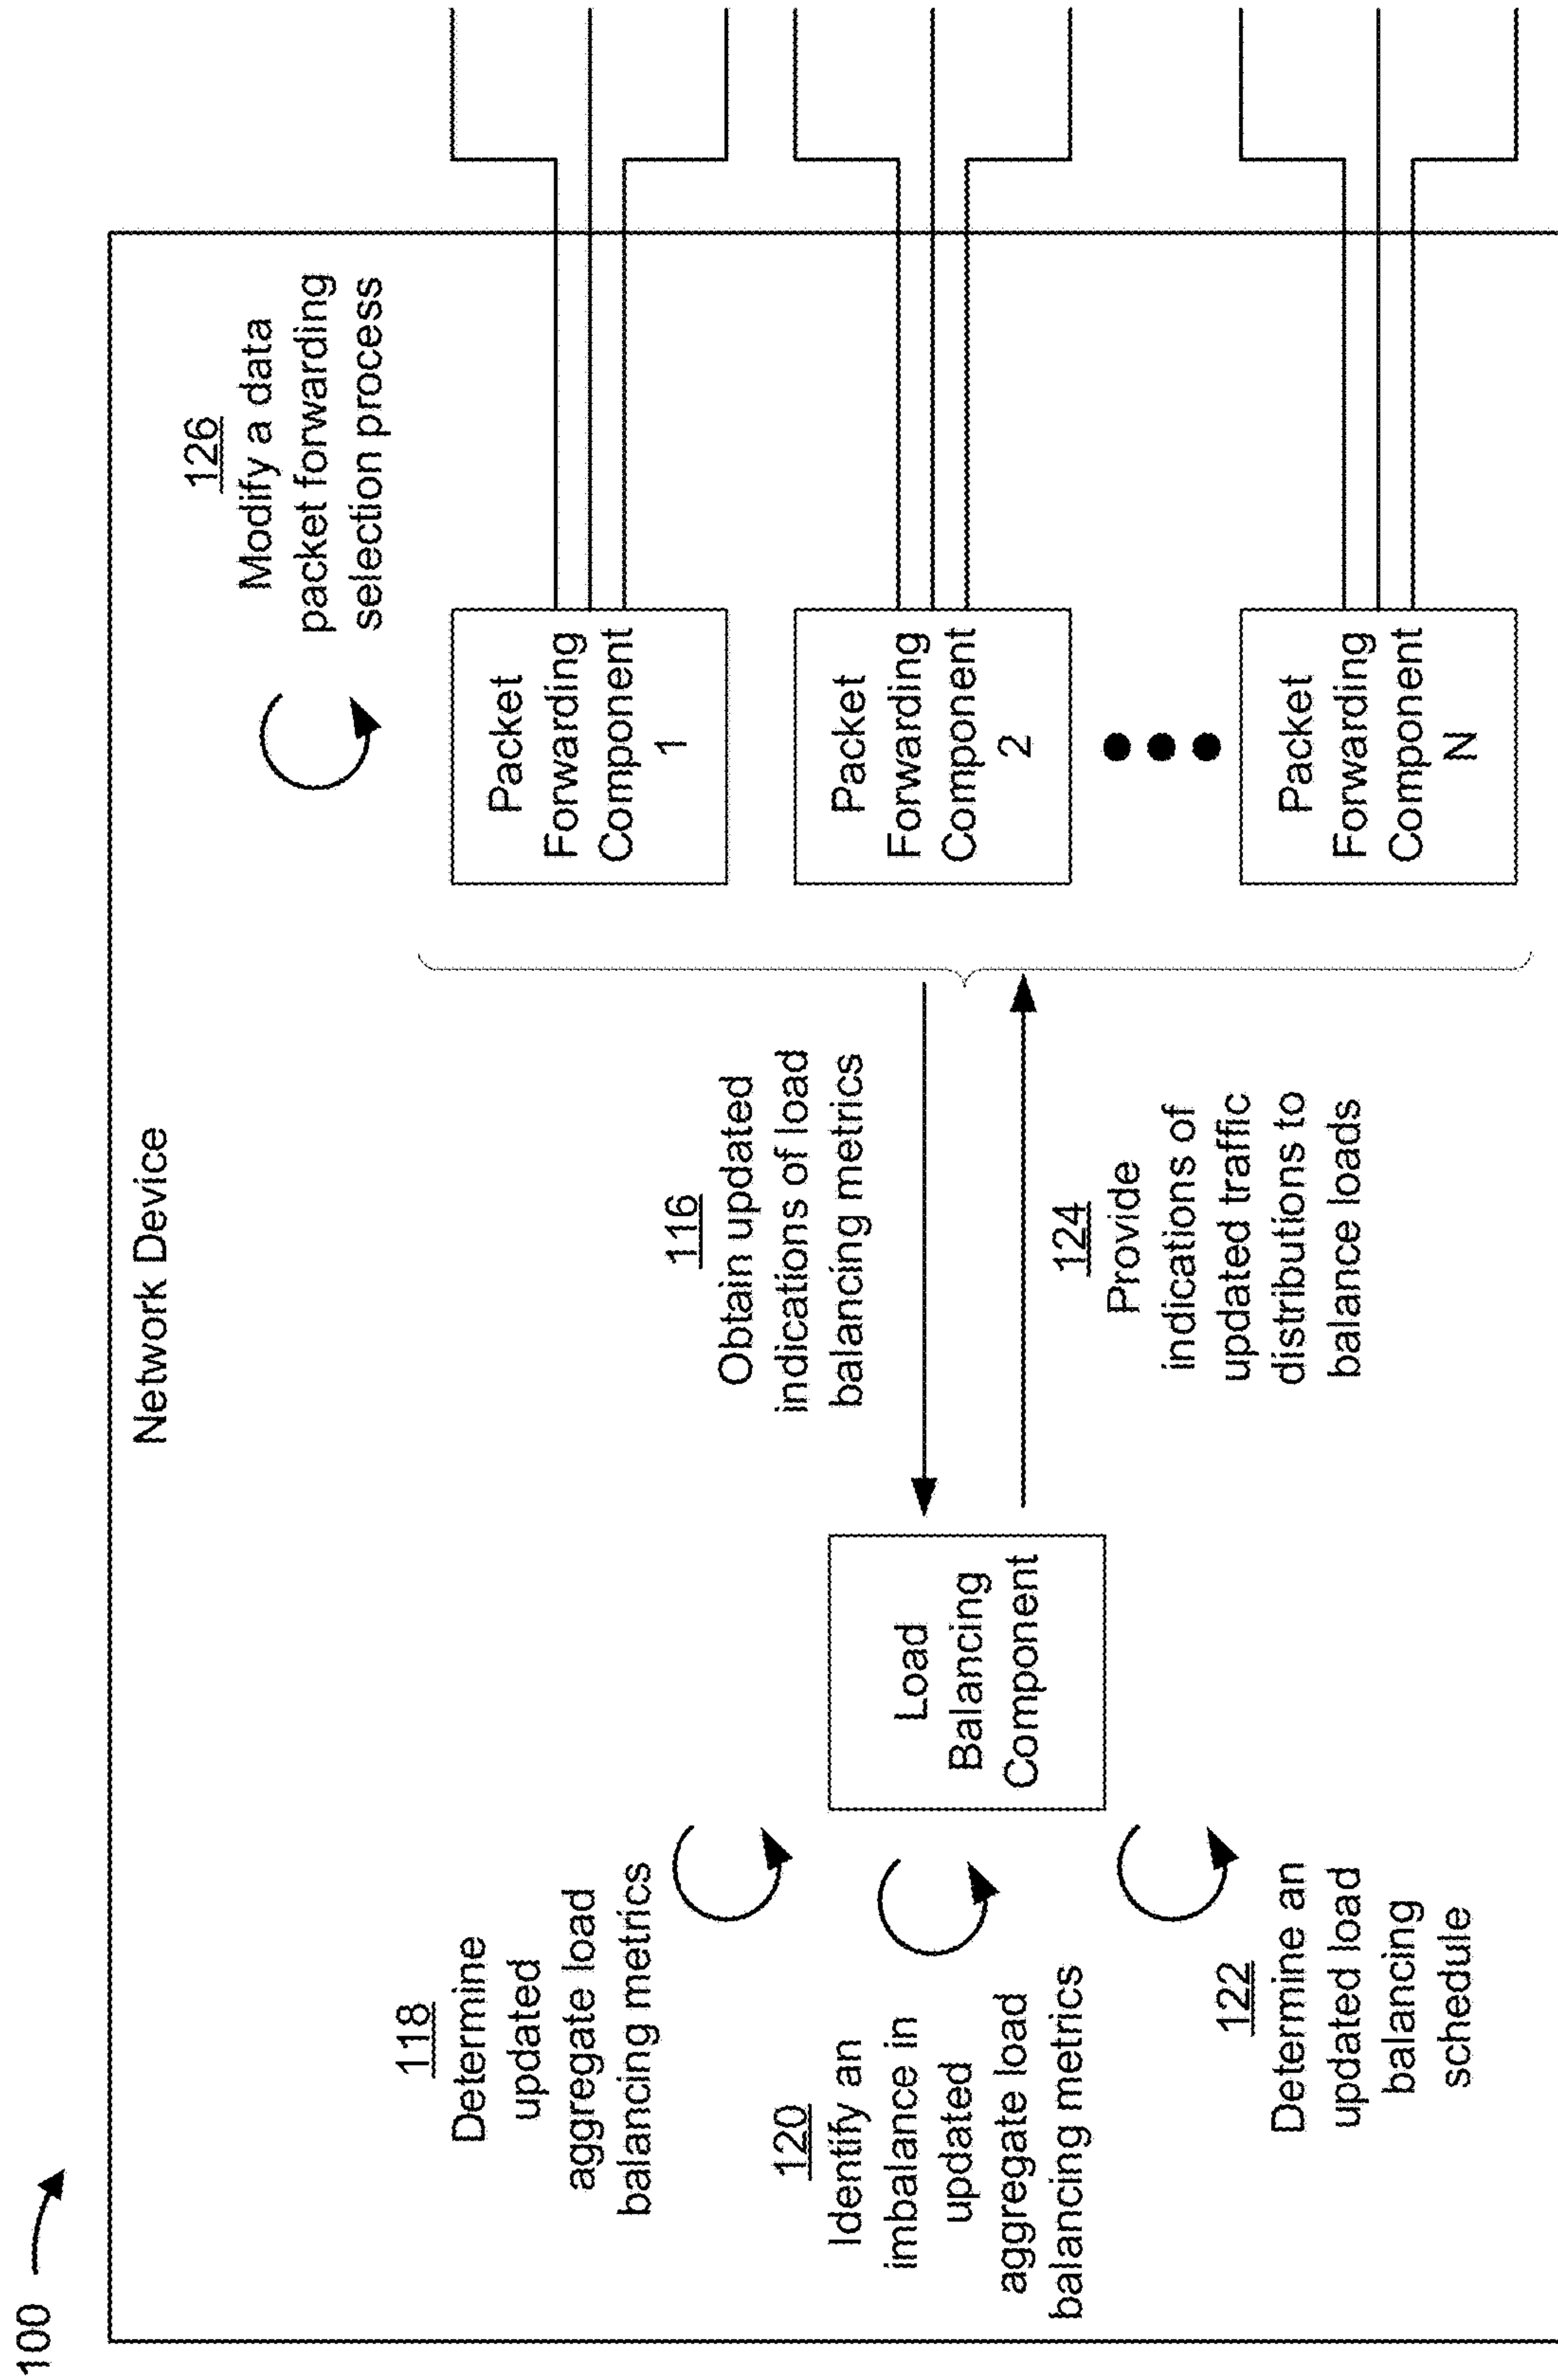 100
Network Device
126
Modify a data
packet forwarding
selection process
118
Determine
updated
aggregate load
balancing metrics
120
Identify an
imbalance in
updated
aggregate load
balancing metrics
122
Determine an
updated load
balancing
schedule
Load
Balancing
Component
116
Obtain updated
indications of load
balancing metrics
124
Provide
indications of
updated traffic
distributions to
balance loads
Packet
Forwarding
Component
1
Packet
Forwarding
Component
2
Packet
Forwarding
Component
N